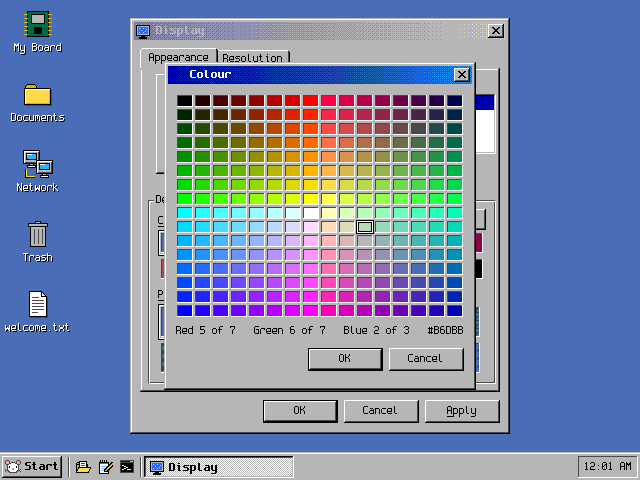 My Board
Documents
Network
Trash
welcome.txt
Display
Appearance
Resolution
Colour
Red 5 of 7
Green 6 of 7
Blue 2 of 3
#B6DBB
OK
Cancel
OK
Cancel
Apply
Start
Display
12:01 AM